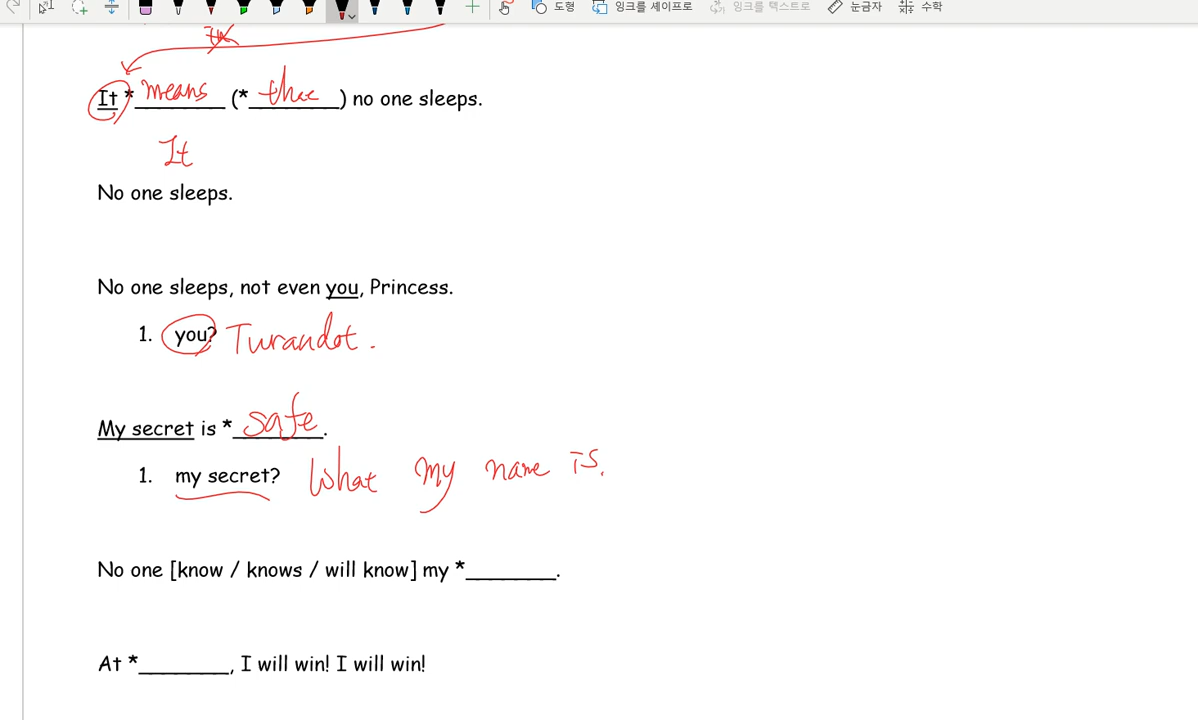 도형 잉크를 셰이프로 잉크를 텍스트로 눈금자 수학
It * means (* that ) no one sleeps.
It
No one sleeps.
No one sleeps, not even you, Princess.
1. you? Turandot.
My secret is * safe.
1. my secret? What my name is.
No one [know / knows / will know] my *_______.
At *_______, I will win! I will win!